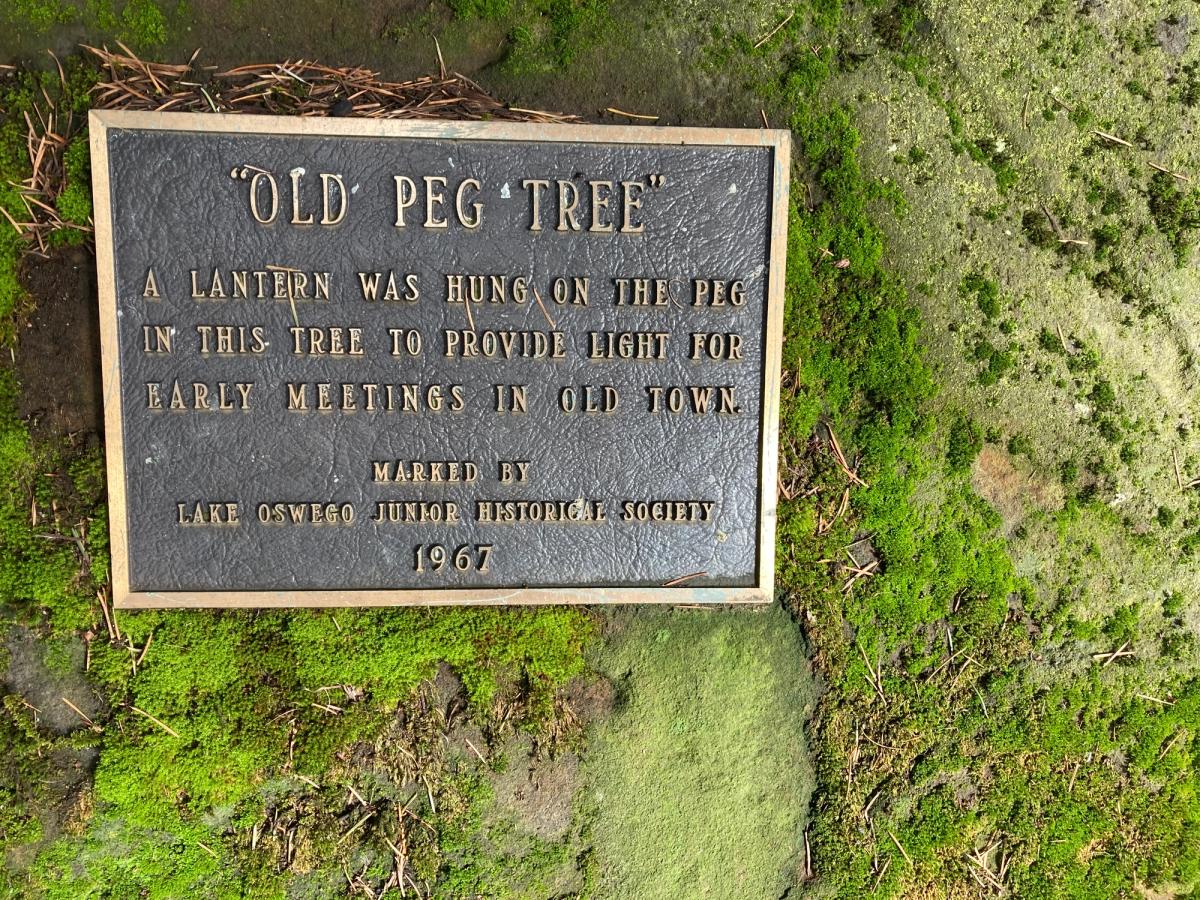 "OLD PEG TREE"
A LANTERN WAS HUNG ON THE PEG
IN THIS TREE TO PROVIDE LIGHT FOR
EARLY MEETINGS IN OLD TOWN.
MARKED BY
LAKE OSWEGO JUNIOR HISTORICAL SOCIETY
1967